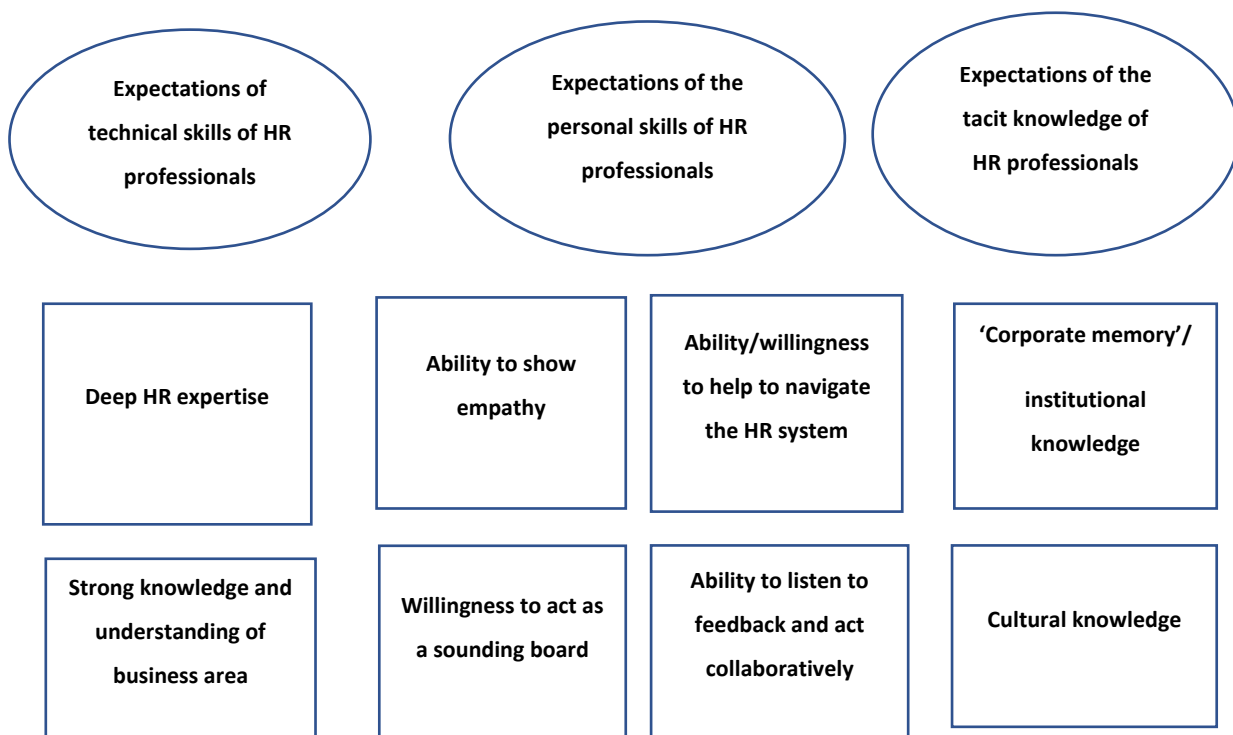 Expectations of
technical skills of HR
professionals
Expectations of the
personal skills of HR
professionals
Expectations of the
tacit knowledge of
HR professionals
Deep HR expertise
Ability to show
empathy
Ability/willingness
to help to navigate
the HR system
‘Corporate memory’/
institutional
knowledge
Strong knowledge and
understanding of
business area
Willingness to act as
a sounding board
Ability to listen to
feedback and act
collaboratively
Cultural knowledge